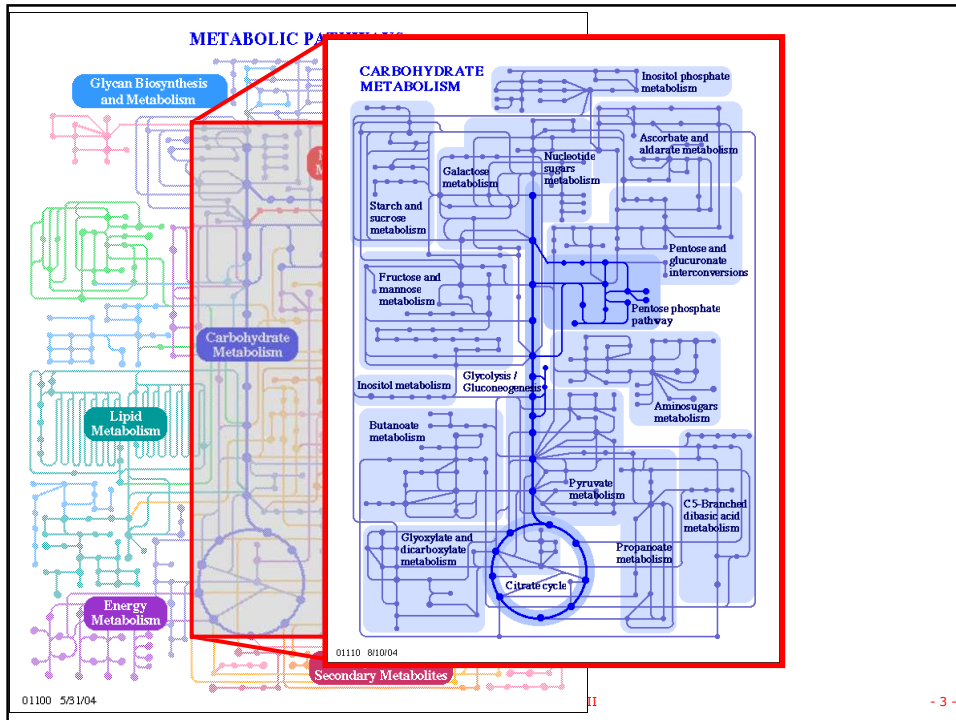 METABOLIC
Glycan Biosynthesis
and Metabolism
Carbohydrate
Metabolism
Lipid
Metabolism
Energy
Metabolism
Secondary Metabolites
01100 5/31/04
CARBOHYDRATE
METABOLISM
Inositol phosphate
metabolism
Ascorbate and
aldarate metabolism
Nucleotide
sugars
metabolism
Galactose
metabolism
Starch and
sucrose
metabolism
Pentose and
glucuronate
interconversions
Fructose and
mannose
metabolism
Pentose phosphate
pathway
Glycolysis /
Gluconeogenesis
Inositol metabolism
Aminosugars
metabolism
Butanoate
metabolism
Pyruvate
metabolism
C5-Branched
dibasic acid
metabolism
Glyoxylate and
dicarboxylate
metabolism
Propanoate
metabolism
Citrate cycle
01110 8/10/04
II
- 3 -